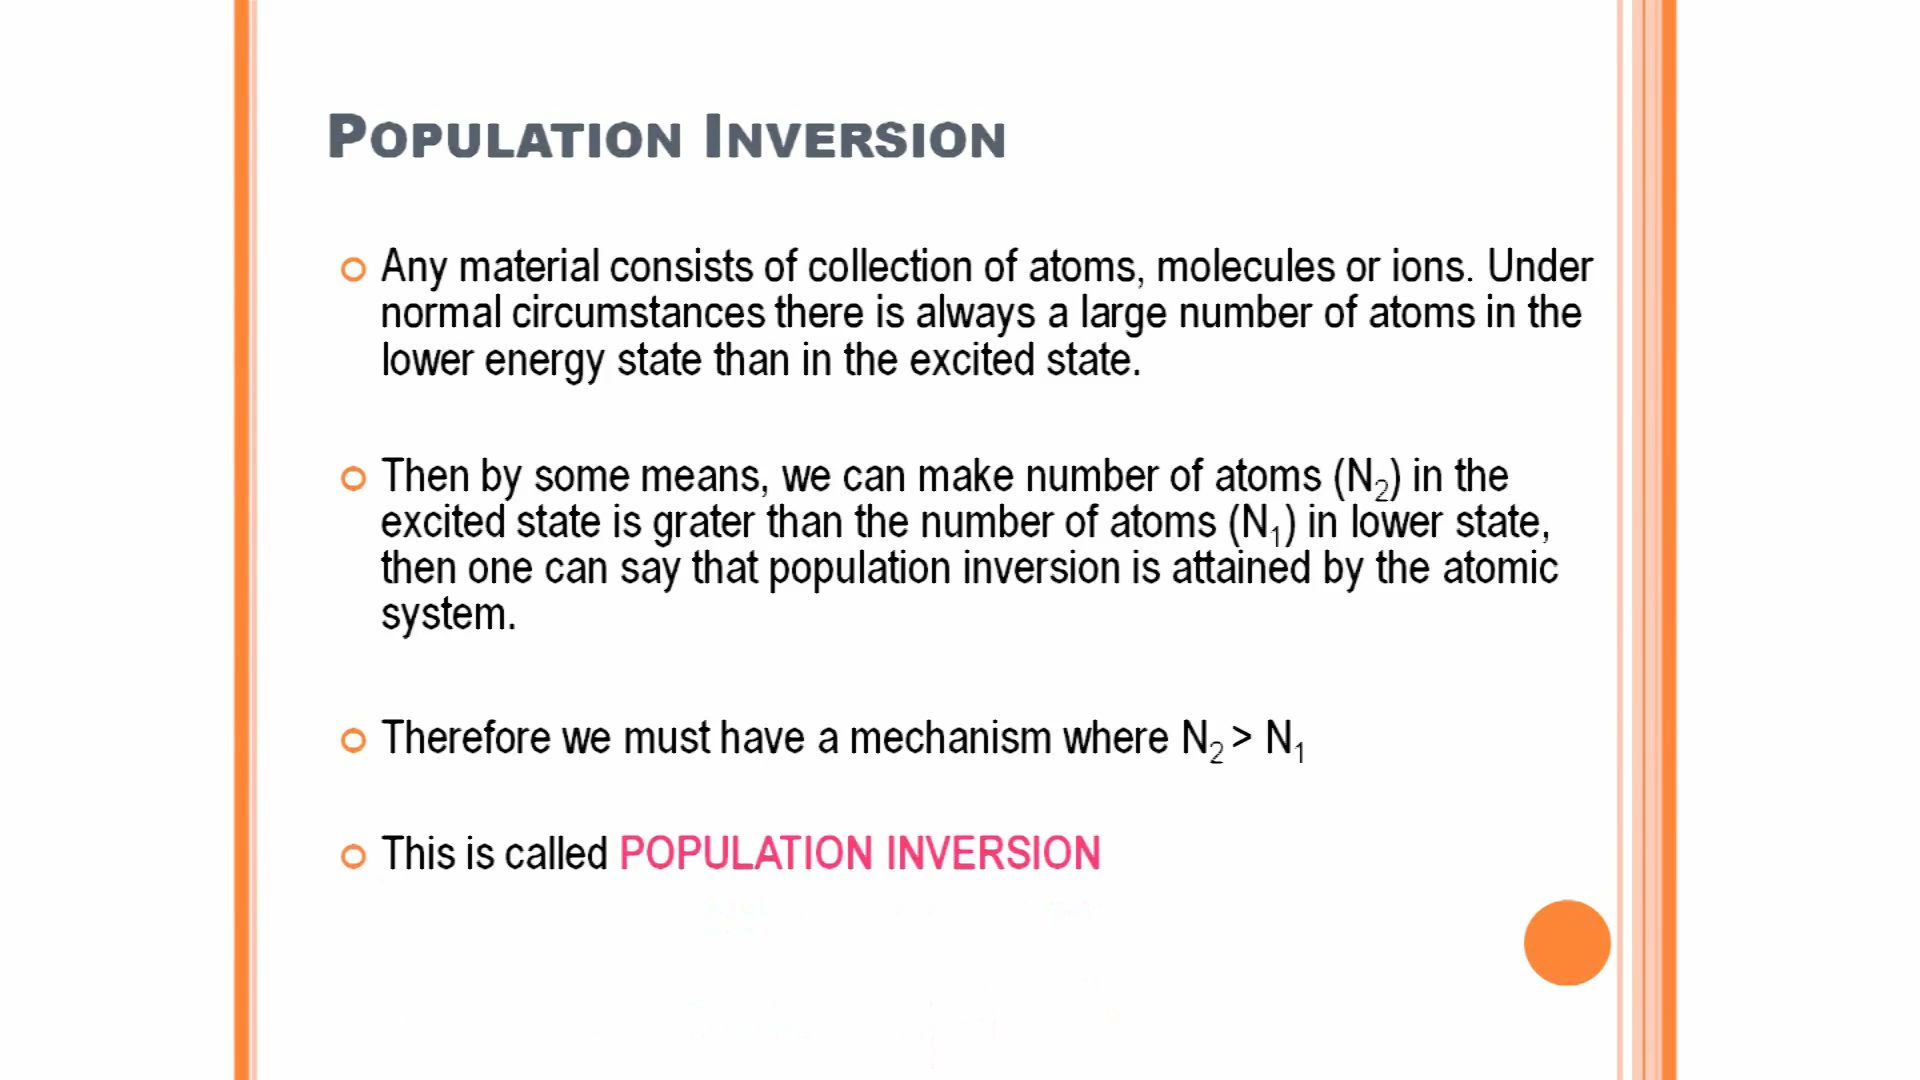 POPULATION INVERSION
Any material consists of collection of atoms, molecules or ions. Under
normal circumstances there is always a large number of atoms in the
lower energy state than in the excited state.
Then by some means, we can make number of atoms (N₂) in the
excited state is grater than the number of atoms (N₁) in lower state,
then one can say that population inversion is attained by the atomic
system.
Therefore we must have a mechanism where N₂ > N₁
This is called POPULATION INVERSION